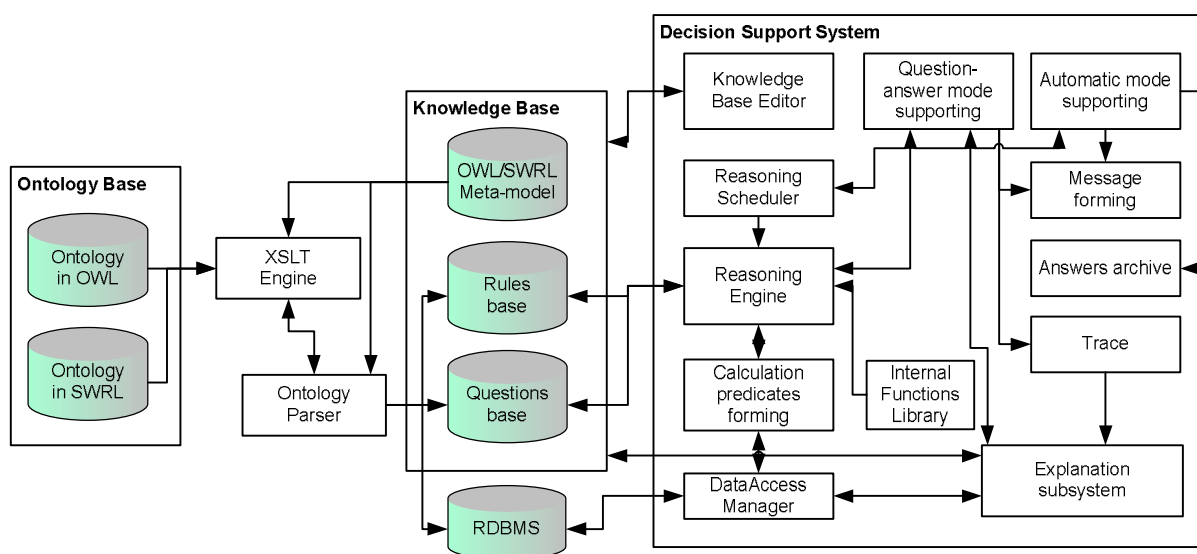 Ontology Base
Ontology
in OWL
Ontology
in SWRL
XSLT
Engine
Ontology
Parser
Knowledge Base
OWL/SWRL
Meta-model
Rules
base
Questions
base
RDBMS
Decision Support System
Knowledge
Base Editor
Question-
answer mode
supporting
Automatic mode
supporting
Reasoning
Scheduler
Message
forming
Reasoning
Engine
Answers archive
Calculation
predicates
forming
Internal
Functions
Library
Trace
DataAccess
Manager
Explanation
subsystem